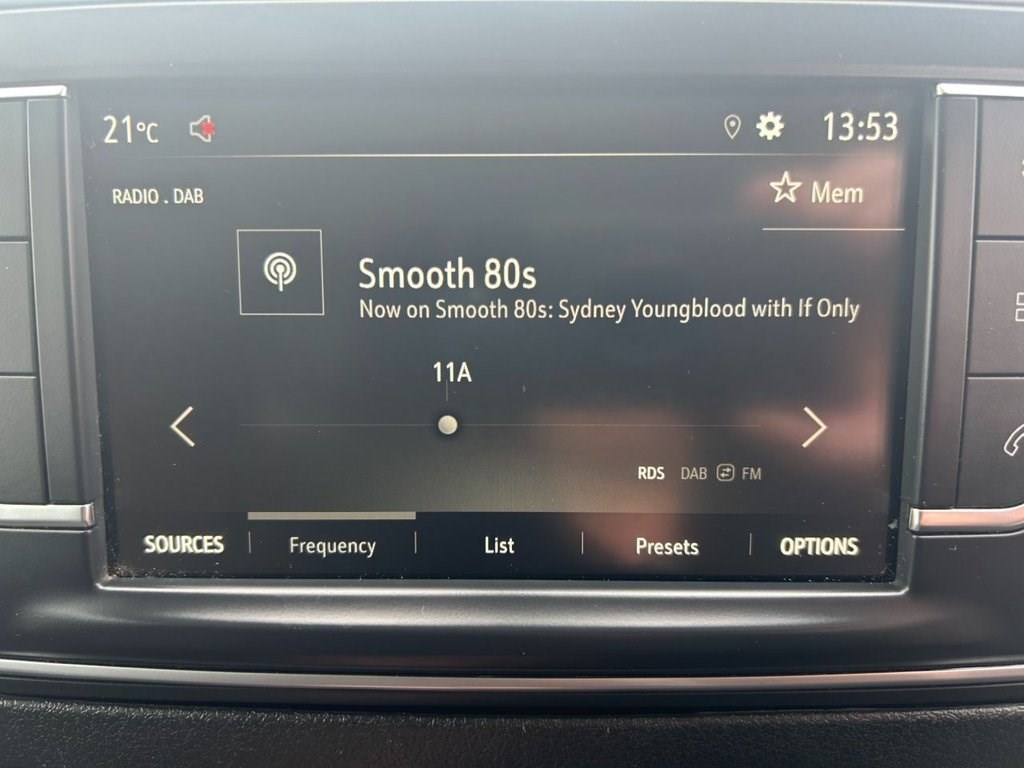 21°C 13:53
RADIO . DAB
Mem
Smooth 80s
Now on Smooth 80s: Sydney Youngblood with If Only
11A
RDS DAB FM
SOURCES Frequency List Presets OPTIONS